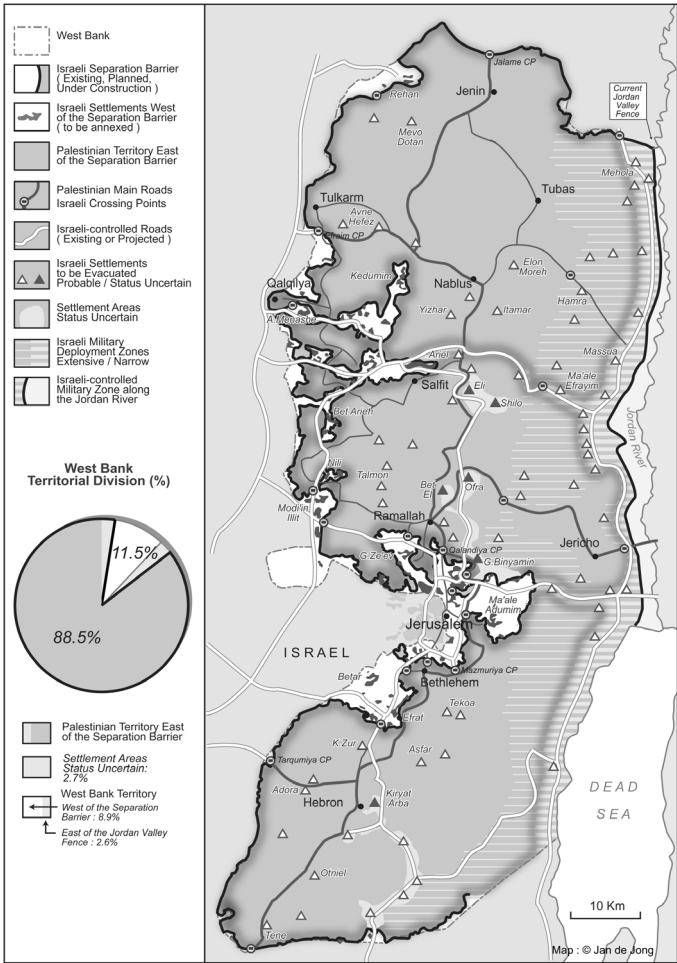 West Bank
Israeli Separation Barrier
( Existing, Planned,
Under Construction )
Israeli Settlements West
of the Separation Barrier
( to be annexed )
Palestinian Territory East
of the Separation Barrier
Palestinian Main Roads
Israeli Crossing Points
Israeli-controlled Roads
( Existing or Projected )
Israeli Settlements
to be Evacuated
Probable / Status Uncertain
Settlement Areas
Status Uncertain
Israeli Military
Deployment Zones
Extensive / Narrow
Israeli-controlled
Military Zone along
the Jordan River
West Bank
Territorial Division (%)
11.5%
88.5%
Palestinian Territory East
of the Separation Barrier
Settlement Areas
Status Uncertain:
2.7%
West Bank Territory
West of the Separation
Barrier : 8.9%
East of the Jordan Valley
Fence : 2.6%
Jalame CP
Rehan
Jenin
Current
Jordan
Valley
Fence
Mevo
Dotan
Mehola
Tulkarm
Tubas
Avne
Hefez
Efraim CP
Elon
Moreh
Kedumim
Nablus
Qalqilya
Hamra
A.Menashe
Yizhar
Itamar
Massua
Ariel
Ma'ale
Efrayim
Salfit
Eli
Shilo
Bet Arieh
Jordan River
Nili
Talmon
Bet
El
Ofra
Modi'in
Illit
Ramallah
Qalandiya CP
Jericho
G.Ze'ev
G.Binyamin
Ma'ale
Adumim
Jerusalem
ISRAEL
Mazmuriya CP
Betar
Bethlehem
Tekoa
Efrat
K.Zur
Asfar
Tarqumiya CP
DEAD
SEA
Adora
Kiryat
Arba
Hebron
Otniel
10 Km
Tene
Map : © Jan de Jong